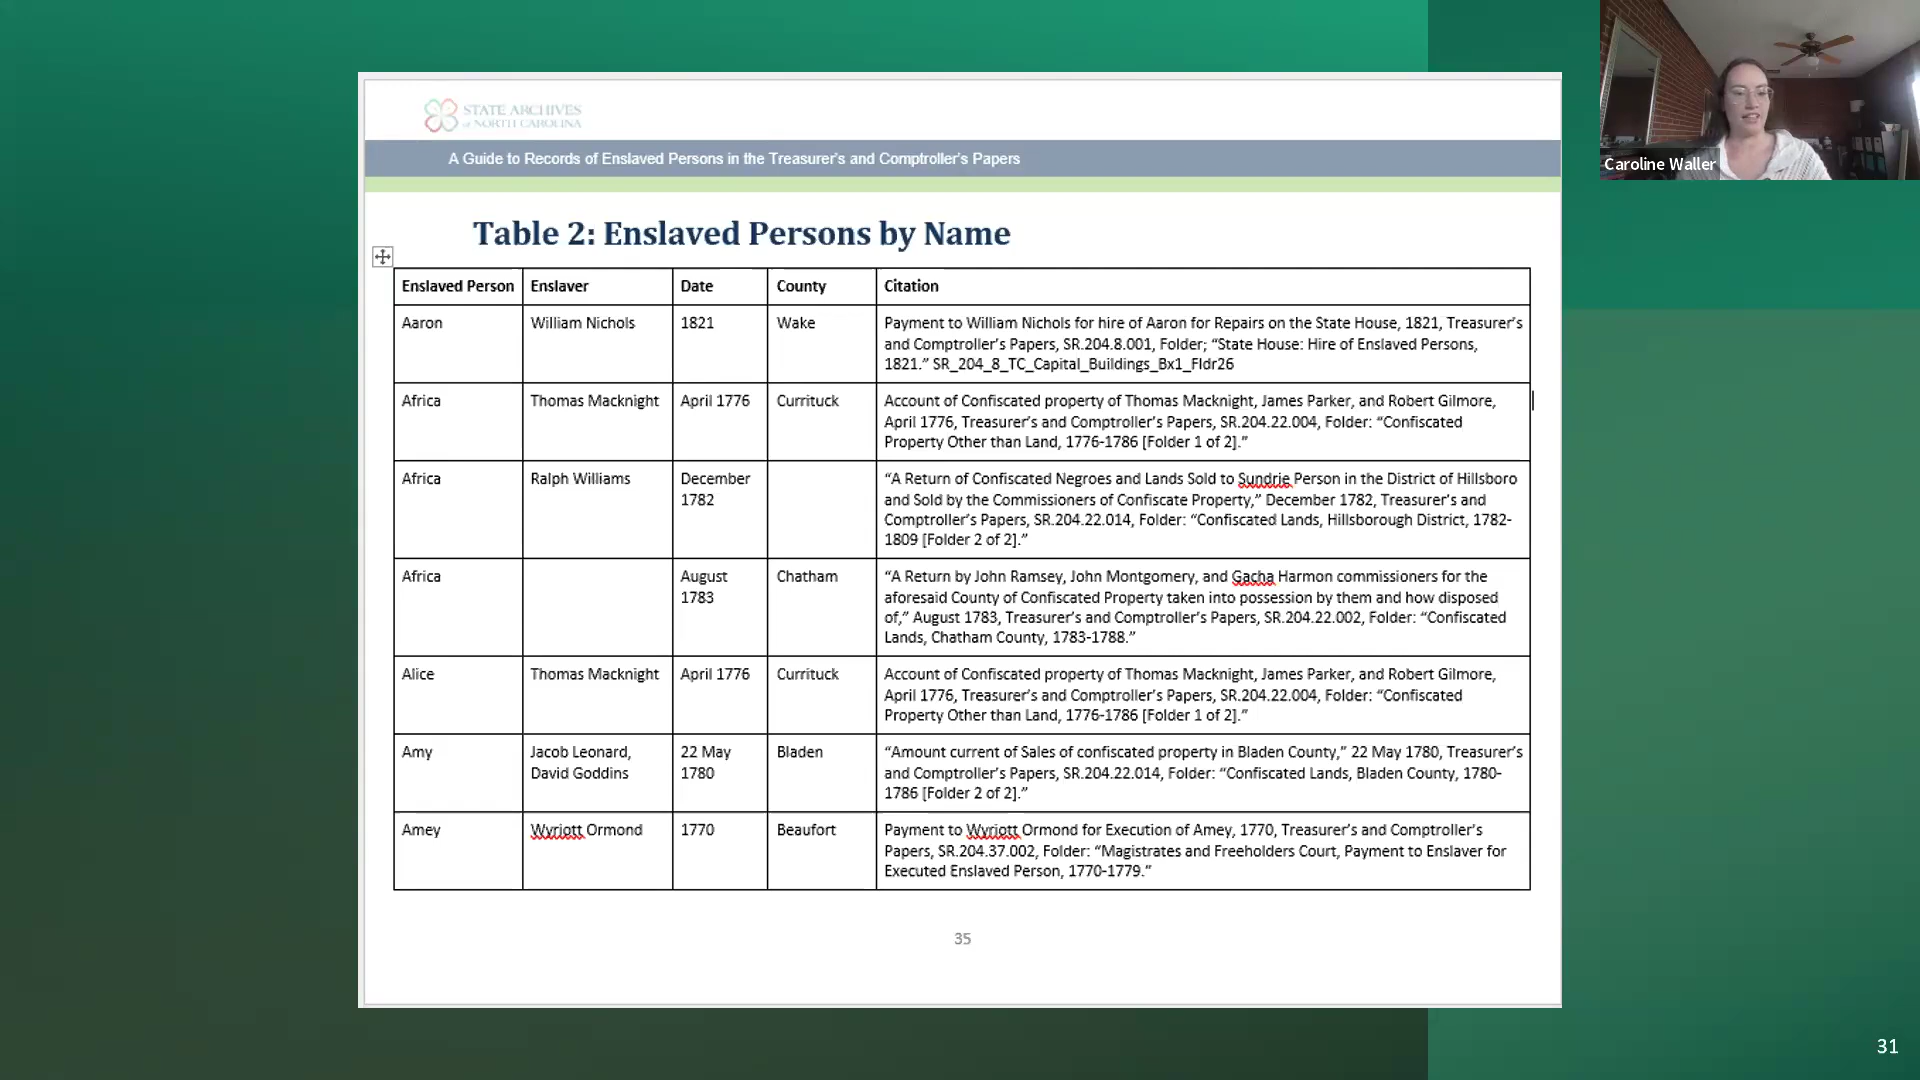 STATE ARCHIVES
of NORTH CAROLINA
A Guide to Records of Enslaved Persons in the Treasurer's and Comptroller's Papers
Table 2: Enslaved Persons by Name
Enslaved Person Enslaver Date County Citation
Aaron William Nichols 1821 Wake Payment to William Nichols for hire of Aaron for Repairs on the State House, 1821, Treasurer's
and Comptroller's Papers, SR.204.8.001, Folder; “State House: Hire of Enslaved Persons,
1821.” SR_204_8_TC_Capital_Buildings_Bx1_Fldr26
Africa Thomas Macknight April 1776 Currituck Account of Confiscated property of Thomas Macknight, James Parker, and Robert Gilmore,
April 1776, Treasurer's and Comptroller's Papers, SR.204.22.004, Folder: “Confiscated
Property Other than Land, 1776-1786 [Folder 1 of 2].”
Africa Ralph Williams December “A Return of Confiscated Negroes and Lands Sold to Sundrie Person in the District of Hillsboro
1782 and Sold by the Commissioners of Confiscate Property,” December 1782, Treasurer's and
Comptroller's Papers, SR.204.22.014, Folder: “Confiscated Lands, Hillsborough District, 1782-
1809 [Folder 2 of 2].”
Africa August Chatham “A Return by John Ramsey, John Montgomery, and Gacha Harmon commissioners for the
1783 aforesaid County of Confiscated Property taken into possession by them and how disposed
of,” August 1783, Treasurer's and Comptroller's Papers, SR.204.22.002, Folder: “Confiscated
Lands, Chatham County, 1783-1788.”
Alice Thomas Macknight April 1776 Currituck Account of Confiscated property of Thomas Macknight, James Parker, and Robert Gilmore,
April 1776, Treasurer's and Comptroller's Papers, SR.204.22.004, Folder: “Confiscated
Property Other than Land, 1776-1786 [Folder 1 of 2].”
Amy Jacob Leonard, 22 May Bladen “Amount current of Sales of confiscated property in Bladen County,” 22 May 1780, Treasurer's
David Goddins 1780 and Comptroller's Papers, SR.204.22.014, Folder: “Confiscated Lands, Bladen County, 1780-
1786 [Folder 2 of 2].”
Amey Wyriott Ormond 1770 Beaufort Payment to Wyriott Ormond for Execution of Amey, 1770, Treasurer's and Comptroller's
Papers, SR.204.37.002, Folder: “Magistrates and Freeholders Court, Payment to Enslaver for
Executed Enslaved Person, 1770-1779.”
35
Caroline Waller
31